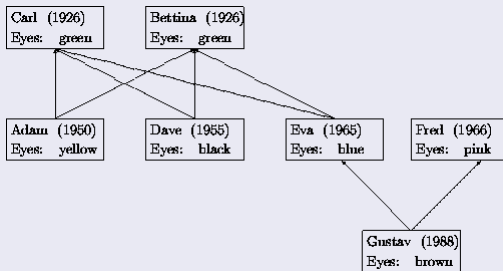 Carl (1926)
Eyes: green
Bettina (1926)
Eyes: green
Adam (1950)
Eyes: yellow
Dave (1955)
Eyes: black
Eva (1965)
Eyes: blue
Fred (1966)
Eyes: pink
Gustav (1988)
Eyes: brown